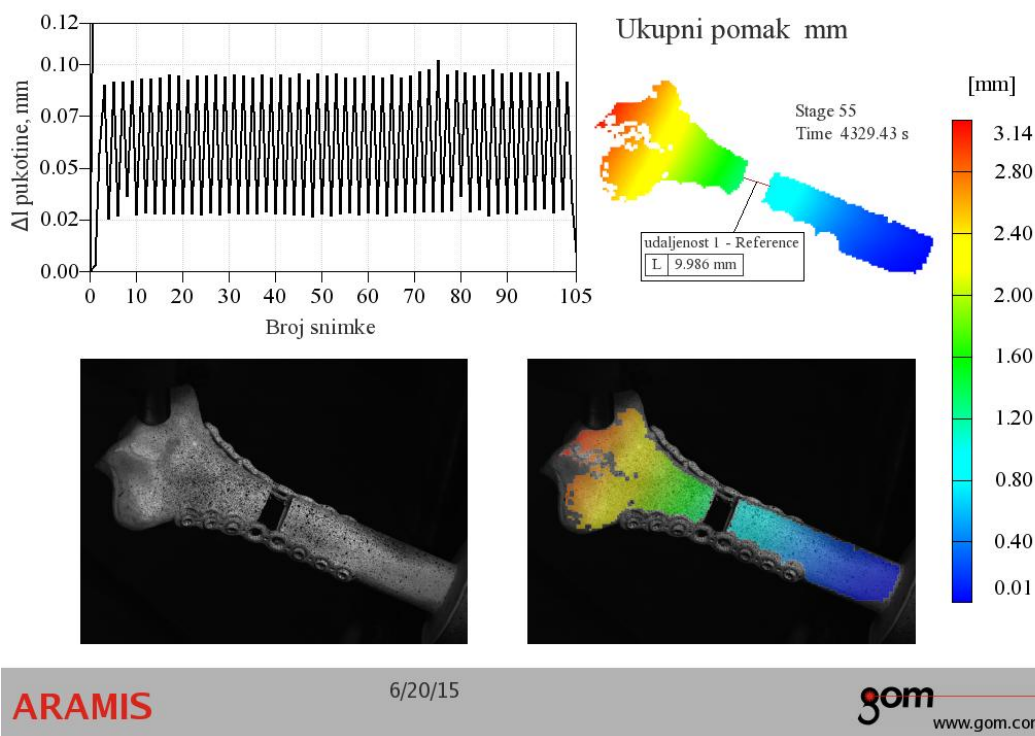 Ukupni pomak mm
0.12
0.10
0.07
0.05
0.02
0.00
Δl pukotine, mm
0 10 20 30 40 50 60 70 80 90 105
Broj snimke
Stage 55
Time 4329.43 s
udaljenost 1 - Reference
L 9.986 mm
[mm]
3.14
2.80
2.40
2.00
1.60
1.20
0.80
0.40
0.01
ARAMIS
6/20/15
gom
www.gom.com